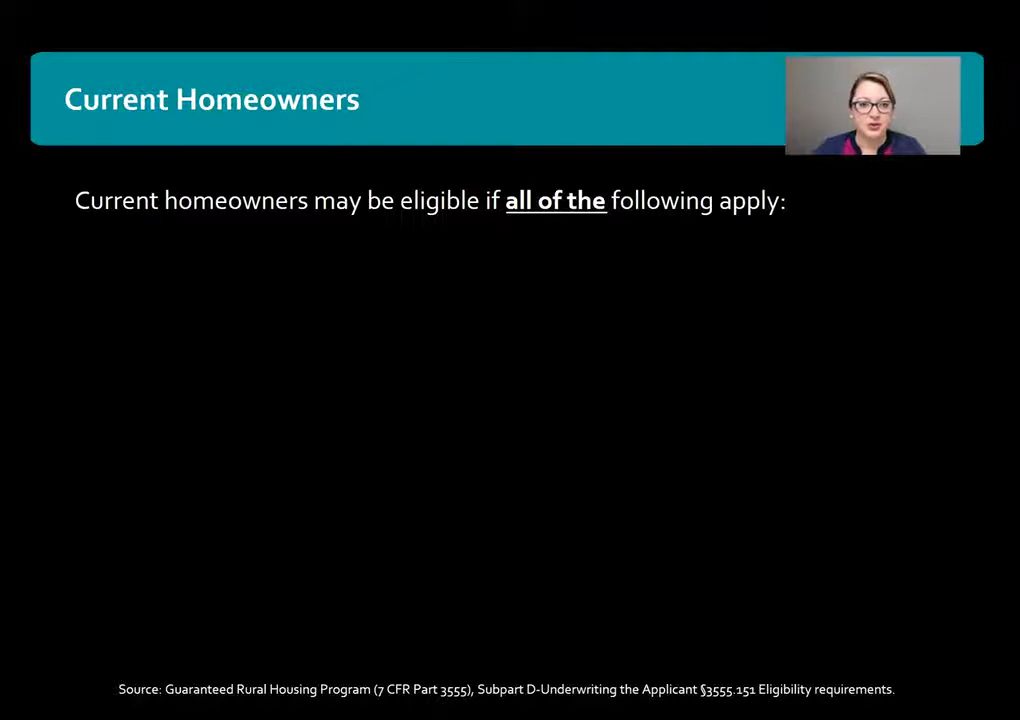 Current Homeowners
Current homeowners may be eligible if all of the following apply:
Source: Guaranteed Rural Housing Program (7 CFR Part 3555), Subpart D-Underwriting the Applicant §3555.151 Eligibility requirements.